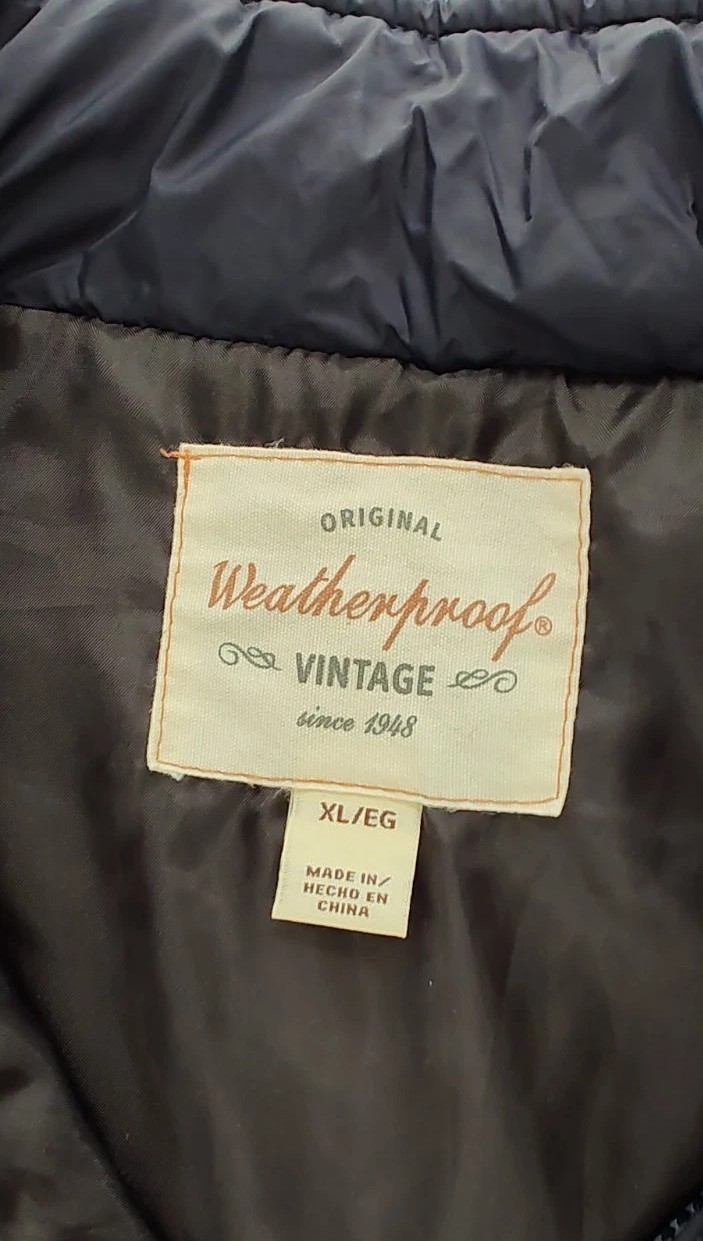 ORIGINAL
Weatherproof®
VINTAGE
since 1948
XL/EG
MADE IN/
HECHO EN
CHINA